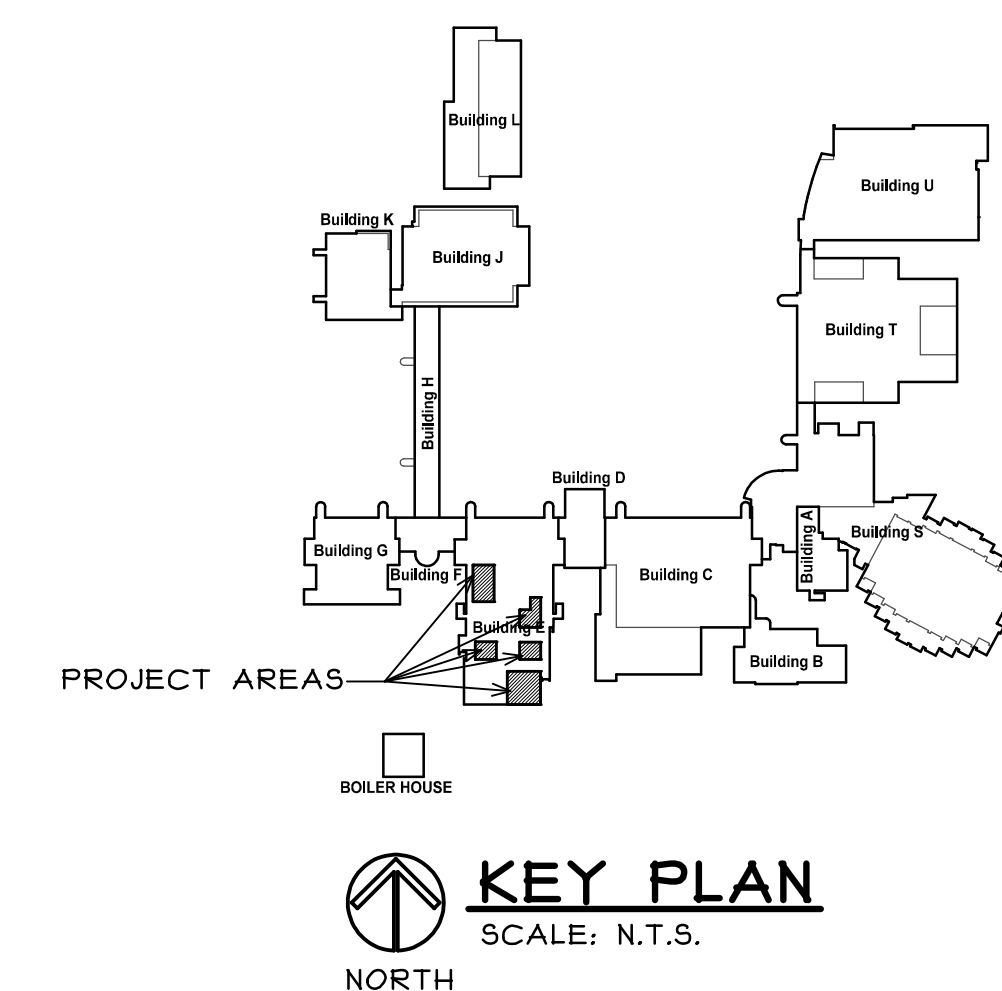 Building L
Building U
Building K
Building J
Building T
Building H
Building D
Building A
Building S
Building G
Building F
Building C
Building E
Building B
PROJECT AREAS
BOILER HOUSE
KEY PLAN
SCALE: N.T.S.
NORTH